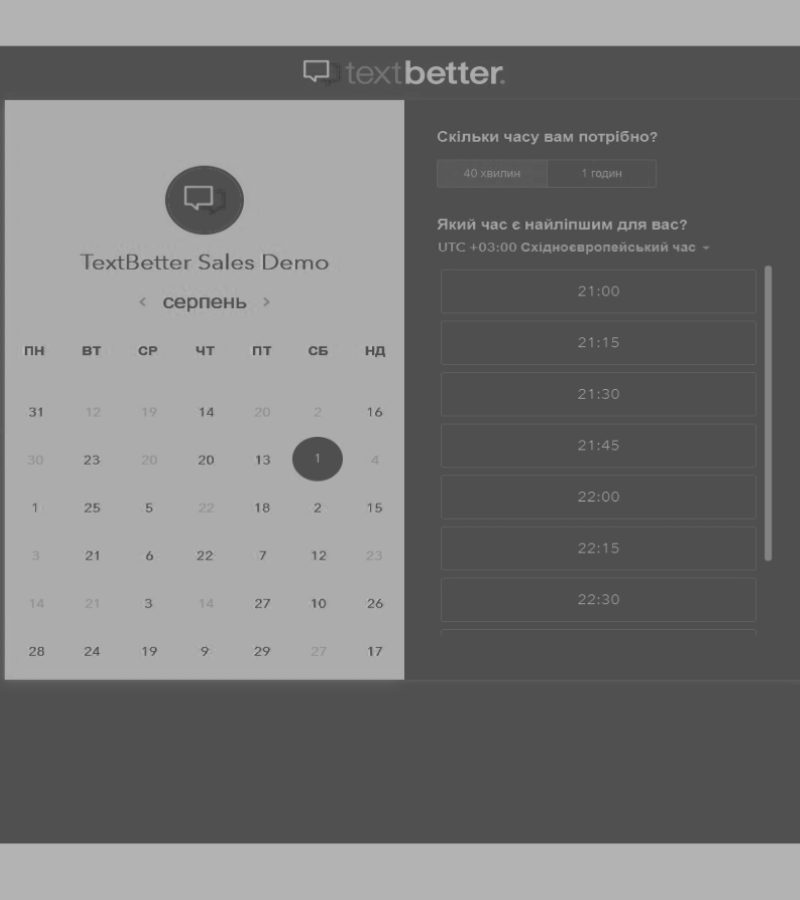 textbetter.
TextBetter Sales Demo
< серпень >
ПН ВТ СР ЧТ ПТ СБ НД
31 12 19 14 20 2 16
30 23 20 20 13 1 4
1 25 5 22 18 2 15
3 21 6 22 7 12 23
14 21 3 14 27 10 26
28 24 19 9 29 27 17
Скільки часу вам потрібно?
40 хвилин 1 годин
Який час є найліпшим для вас?
UTC +03:00 Східноєвропейський час
21:00
21:15
21:30
21:45
22:00
22:15
22:30